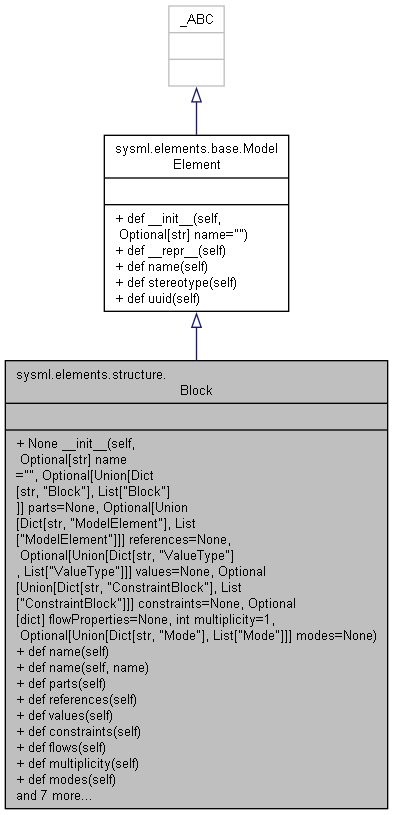 _ABC
sysml.elements.base.Model
Element
+ def __init__(self,
Optional[str] name="")
+ def __repr__(self)
+ def name(self)
+ def stereotype(self)
+ def uuid(self)
sysml.elements.structure.
Block
+ None __init__(self,
Optional[str] name
="", Optional[Union[Dict
[str, "Block"], List["Block"]
]] parts=None, Optional[Union
[Dict[str, "ModelElement"], List
["ModelElement"]]] references=None,
Optional[Union[Dict[str, "ValueType"]
, List["ValueType"]]] values=None, Optional
[Union[Dict[str, "ConstraintBlock"], List
["ConstraintBlock"]]] constraints=None, Optional
[dict] flowProperties=None, int multiplicity=1,
Optional[Union[Dict[str, "Mode"], List["Mode"]]] modes=None)
+ def name(self)
+ def name(self, name)
+ def parts(self)
+ def references(self)
+ def values(self)
+ def constraints(self)
+ def flows(self)
+ def multiplicity(self)
+ def modes(self)
and 7 more...